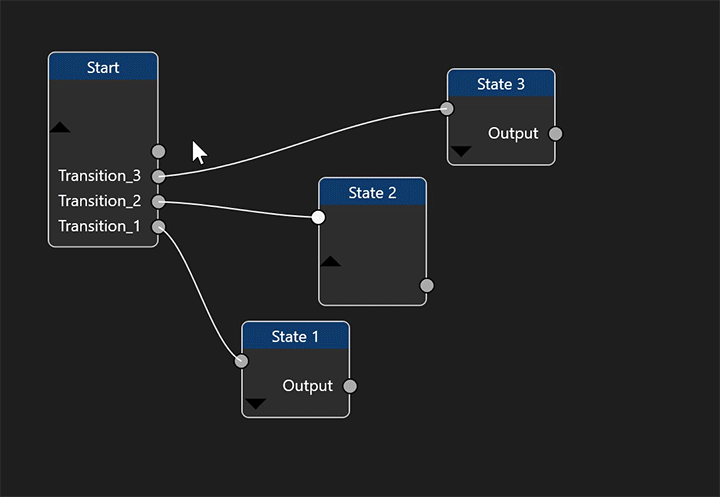 Start
Transition_3
Transition_2
Transition_1
State 3
Output
State 2
State 1
Output